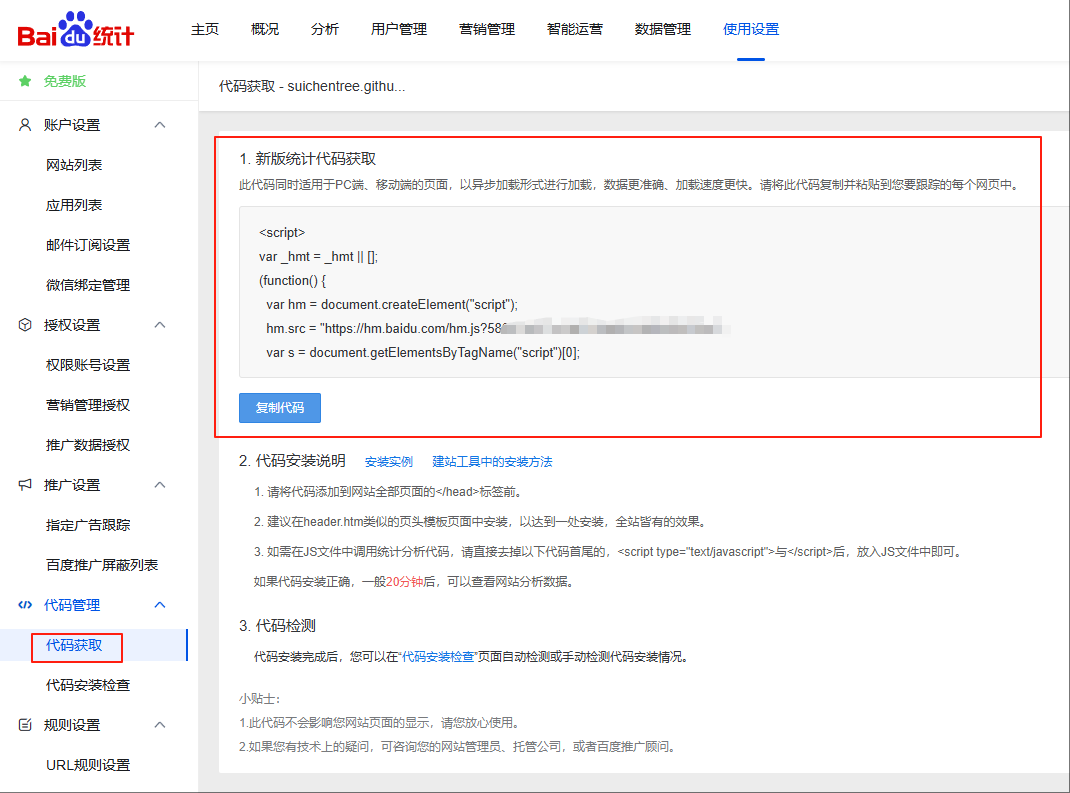 Bai du 统计
主页 概况 分析 用户管理 营销管理 智能运营 数据管理 使用设置
免费版
账户设置
网站列表
应用列表
邮件订阅设置
微信绑定管理
授权设置
权限账号设置
营销管理授权
推广数据授权
推广设置
指定广告跟踪
百度推广屏蔽列表
代码管理
代码获取
代码安装检查
规则设置
URL规则设置
代码获取 - suichentree.githu...
1. 新版统计代码获取
此代码同时适用于PC端、移动端的页面，以异步加载形式进行加载，数据更准确、加载速度更快。请将此代码复制并粘贴到您要跟踪的每个网页中。
<script>
var _hmt = _hmt || [];
(function() {
var hm = document.createElement("script");
hm.src = "https://hm.baidu.com/hm.js?58
var s = document.getElementsByTagName("script")[0];
复制代码
2. 代码安装说明 安装实例 建站工具中的安装方法
1. 请将代码添加到网站全部页面的</head>标签前。
2. 建议在header.htm类似的页头模板页面中安装，以达到一处安装，全站皆有的效果。
3. 如需在JS文件中调用统计分析代码，请直接去掉以下代码首尾的，<script type="text/javascript">与</script>后，放入JS文件中即可。
如果代码安装正确，一般20分钟后，可以查看网站分析数据。
3. 代码检测
代码安装完成后，您可以在“代码安装检查”页面自动检测或手动检测代码安装情况。
小贴士：
1.此代码不会影响您网站页面的显示，请您放心使用。
2.如果您有技术上的疑问，可咨询您的网站管理员、托管公司，或者百度推广顾问。